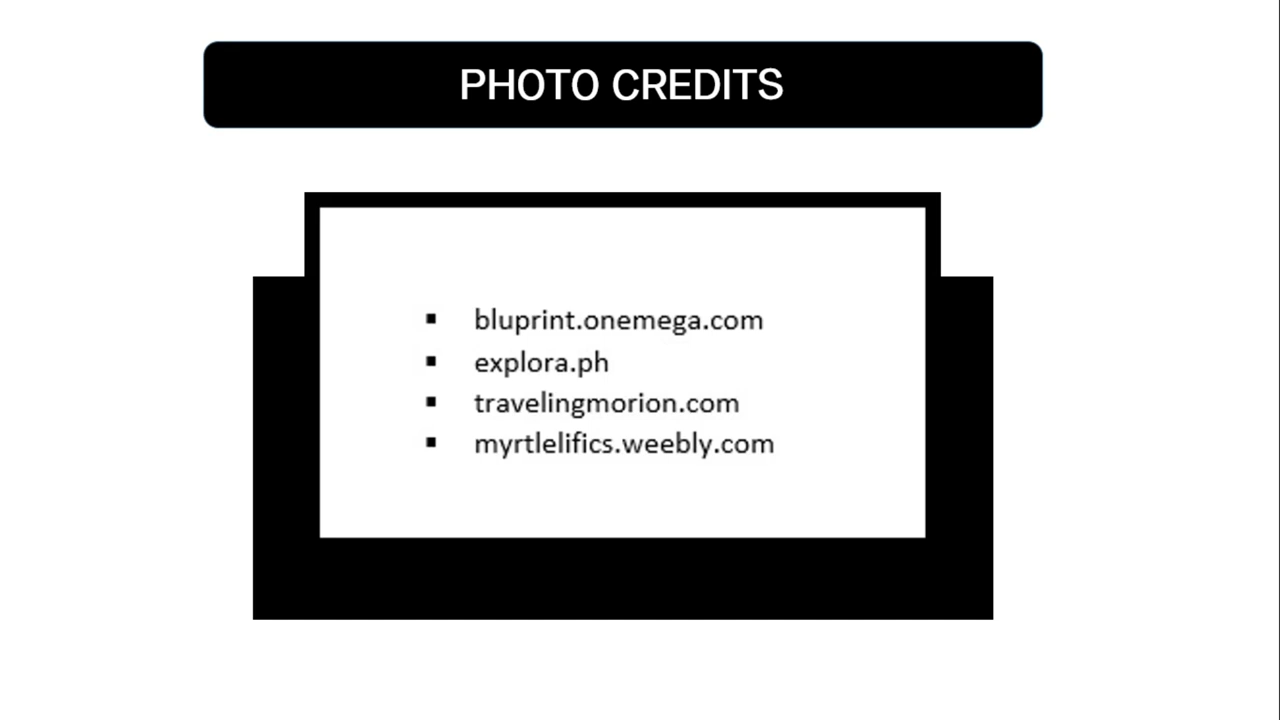 PHOTO CREDITS
▪ bluprint.onemega.com
▪ explora.ph
▪ travelingmorion.com
▪ myrtlelifics.weebly.com